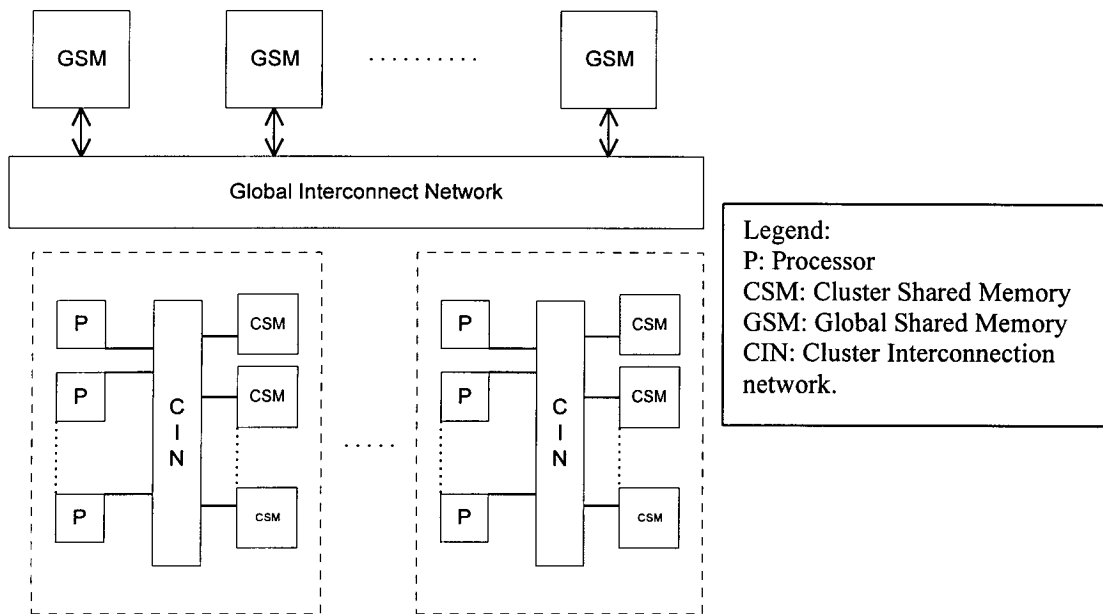 GSM
GSM
GSM
Global Interconnect Network
Legend:
P: Processor
CSM: Cluster Shared Memory
GSM: Global Shared Memory
CIN: Cluster Interconnection
network.
P
P
P
C
I
N
CSM
CSM
CSM
P
P
P
C
I
N
CSM
CSM
CSM